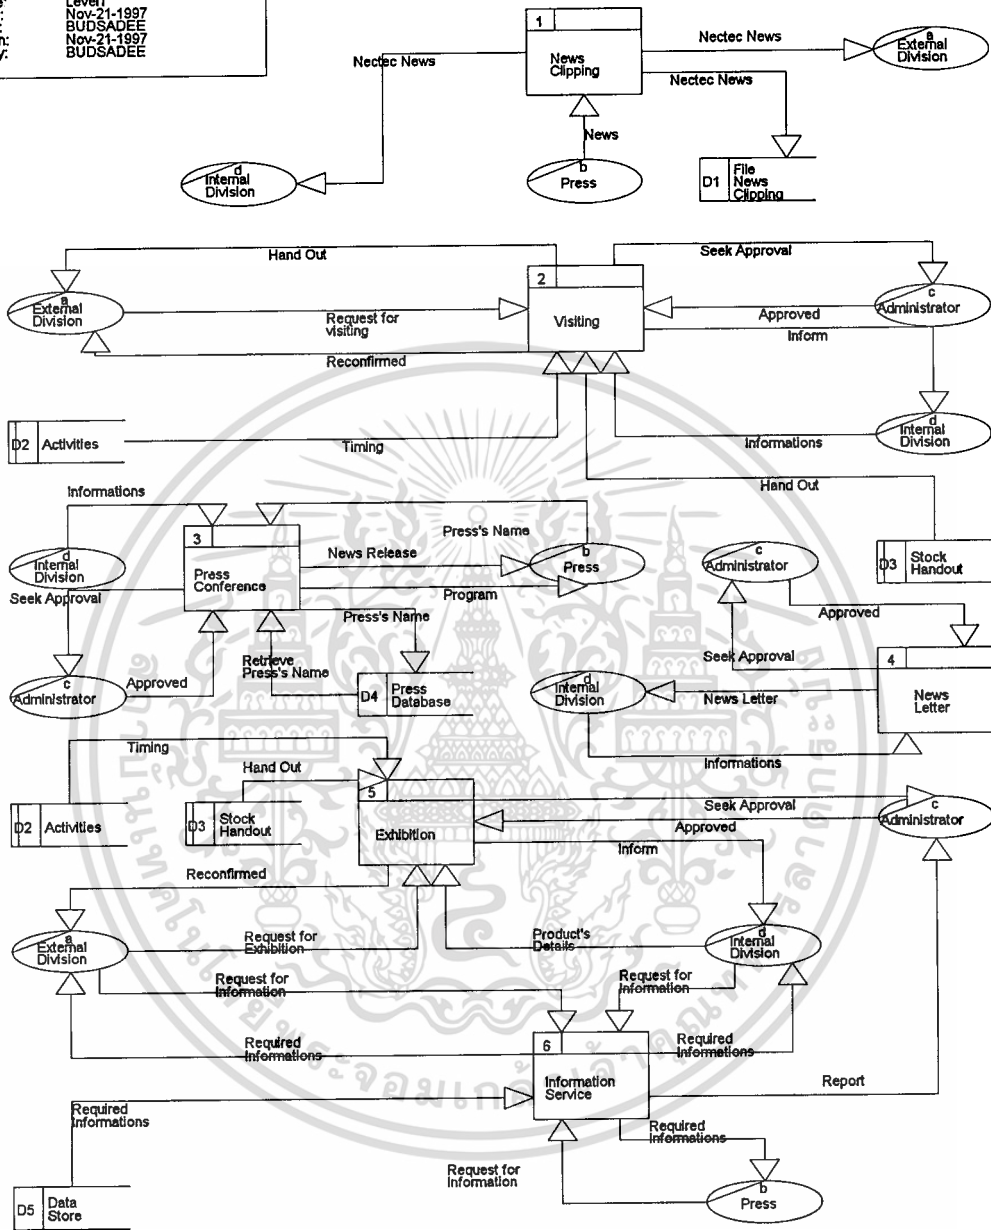 Level1
Nov-21-1997
BUDSADEE
Nov-21-1997
BUDSADEE
1
News
Clipping
Nectec News
Nectec News
Nectec News
a
External
Division
News
d
Internal
Division
b
Press
D1
File
News
Clipping
Hand Out
Seek Approval
2
Visiting
a
External
Division
Request for
visiting
Reconfirmed
c
Administrator
Approved
Inform
D2
Activities
Timing
d
Internal
Division
Informations
Hand Out
Informations
3
Press
Conference
Press's Name
News Release
b
Press
Program
d
Internal
Division
Seek Approval
c
Administrator
D3
Stock
Handout
Approved
Press's Name
Retrieve
Press's Name
c
Administrator
Approved
D4
Press
Database
Seek Approval
4
News
Letter
d
Internal
Division
News Letter
Informations
Timing
Hand Out
5
Exhibition
D2
Activities
D3
Stock
Handout
Seek Approval
Approved
c
Administrator
Inform
Reconfirmed
a
External
Division
Request for
Exhibition
Product's
Details
d
Internal
Division
Request for
Information
Request for
Information
6
Information
Service
Required
Informations
Required
Informations
Report
Required
Informations
Required
Informations
Request for
Information
b
Press
D5
Data
Store